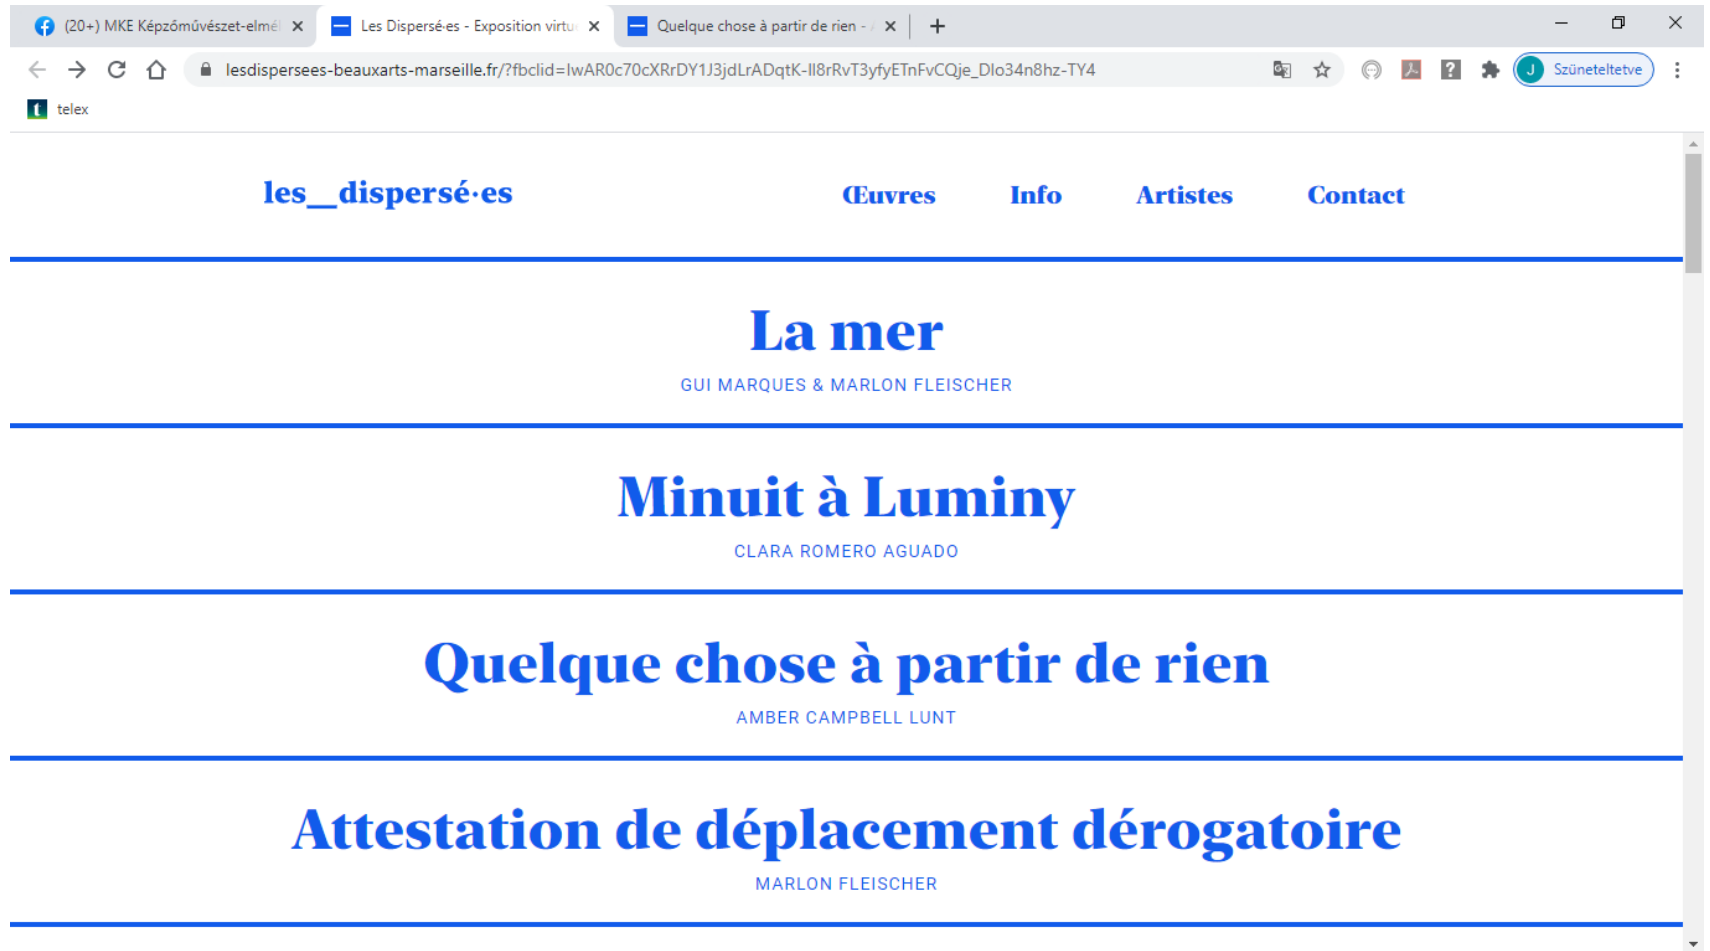 (20+) MKE Képzőművészet-elmél
Les Dispersé·es - Exposition virtu
Quelque chose à partir de rien - A
lesdispersees-beauxarts-marseille.fr/?fbclid=IwAR0c70cXRrDY1J3jdLrADqtK-II8rRvT3yfyETnFvCQje_DIo34n8hz-TY4
J Szüneteltetve
t telex
les__dispersé·es
Œuvres Info Artistes Contact
La mer
GUI MARQUES & MARLON FLEISCHER
Minuit à Luminy
CLARA ROMERO AGUADO
Quelque chose à partir de rien
AMBER CAMPBELL LUNT
Attestation de déplacement dérogatoire
MARLON FLEISCHER